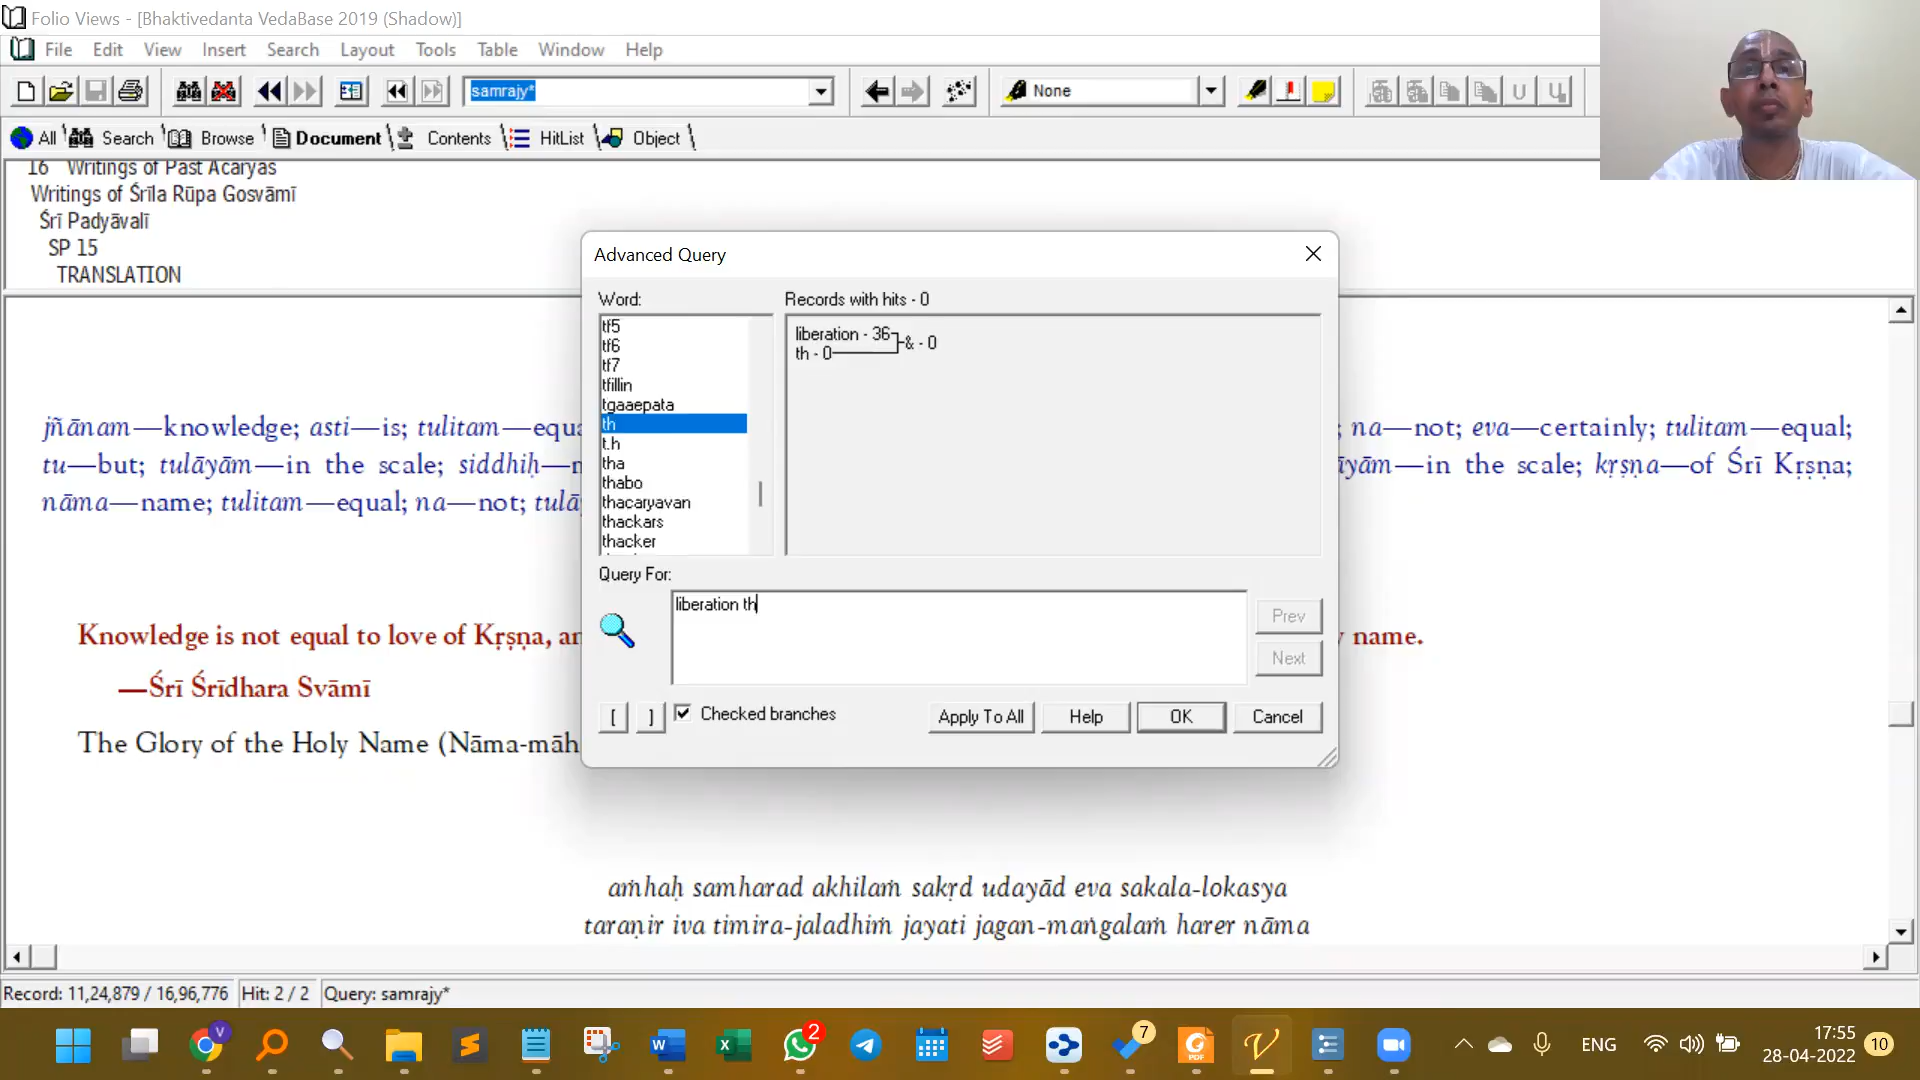 Folio Views - [Bhaktivedanta VedaBase 2019 (Shadow)]
File Edit View Insert Search Layout Tools Table Window Help
samrajy* None
All Search Browse Document Contents HitList Object
16 Writings of Past Acaryas
Writings of Śrīla Rūpa Gosvāmī
Śrī Padyāvalī
SP 15
TRANSLATION
Advanced Query
Word: Records with hits - 0
tf5
tf6
tf7
tfillin
tgaaepata
th
t.h
tha
thabo
thacaryavan
thackars
thacker
liberation - 36
th - 0
& - 0
Query For:
liberation th
Prev
Next
[ ] Checked branches Apply To All Help OK Cancel
jñānam—knowledge; asti—is; tulitam—equa ; na—not; eva—certainly; tulitam—equal;
tu—but; tulāyām—in the scale; siddhiḥ— yām—in the scale; kṛṣṇa—of Śrī Kṛṣṇa;
nāma—name; tulitam—equal; na—not; tulā
Knowledge is not equal to love of Kṛṣṇa, an name.
—Śrī Śrīdhara Svāmī
The Glory of the Holy Name (Nāma-māh
aṁhaḥ samharad akhilaṁ sakṛd udayād eva sakala-lokasya
taraṇir iva timira-jaladhiṁ jayati jagan-maṅgalaṁ harer nāma
Record: 11,24,879 / 16,96,776 Hit: 2 / 2 Query: samrajy*
V 2 7 PDF ENG 17:55
28-04-2022 10